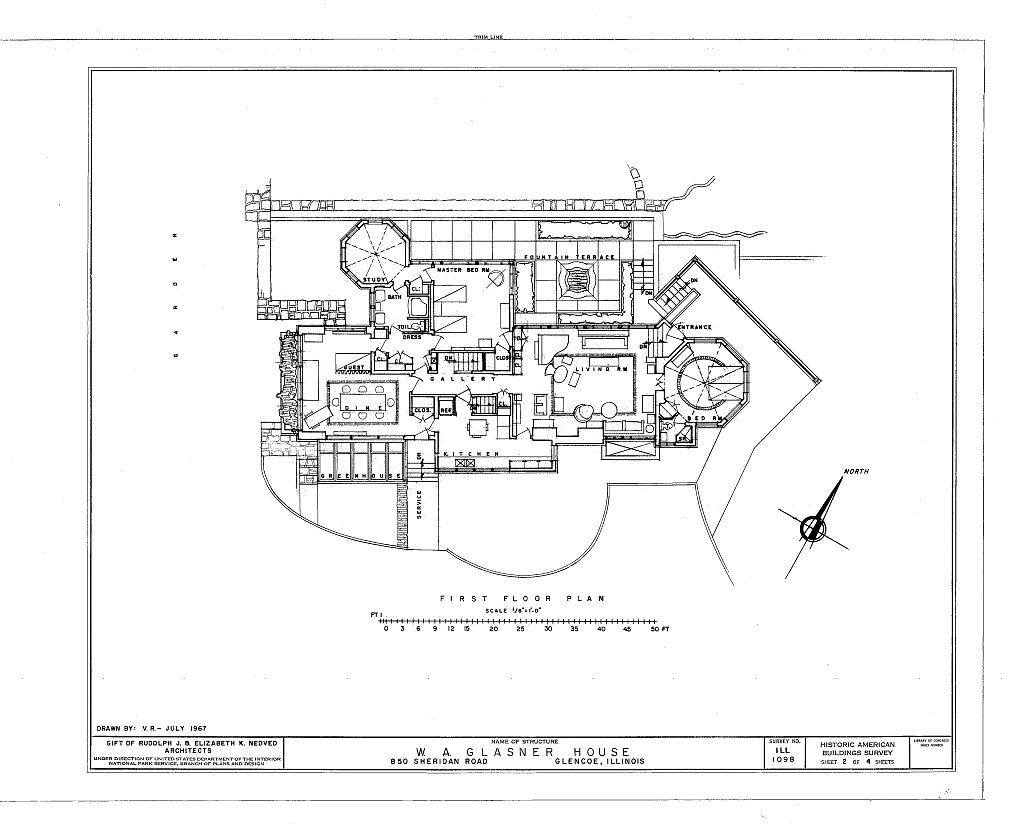 TRIM LINE
GARDEN
STUDY
MASTER BED RM
FOUNTAIN TERRACE
DN
DN
BATH
CL.
TOIL
DRESS
ENTRANCE
DN
CL.
CL.
DN
CLOS
CL.
GUEST
GALLERY
LIVING RM
DINE
CLOS.
REF.
DN
CL.
BED RM
SH.
KITCHEN
DN
GREENHOUSE
SERVICE
NORTH
FIRST FLOOR PLAN
SCALE 1/8"=1'-0"
FT 1
0 3 6 9 12 15 20 25 30 35 40 45 50 FT
DRAWN BY: V.R.- JULY 1967
GIFT OF RUDOLPH J. & ELIZABETH K. NEDVED
ARCHITECTS
UNDER DIRECTION OF UNITED STATES DEPARTMENT OF THE INTERIOR
NATIONAL PARK SERVICE, BRANCH OF PLANS AND DESIGN
NAME OF STRUCTURE
W. A. GLASNER HOUSE
850 SHERIDAN ROAD GLENCOE, ILLINOIS
SURVEY NO.
ILL
1098
HISTORIC AMERICAN
BUILDINGS SURVEY
SHEET 2 OF 4 SHEETS
LIBRARY OF CONGRESS
INDEX NUMBER